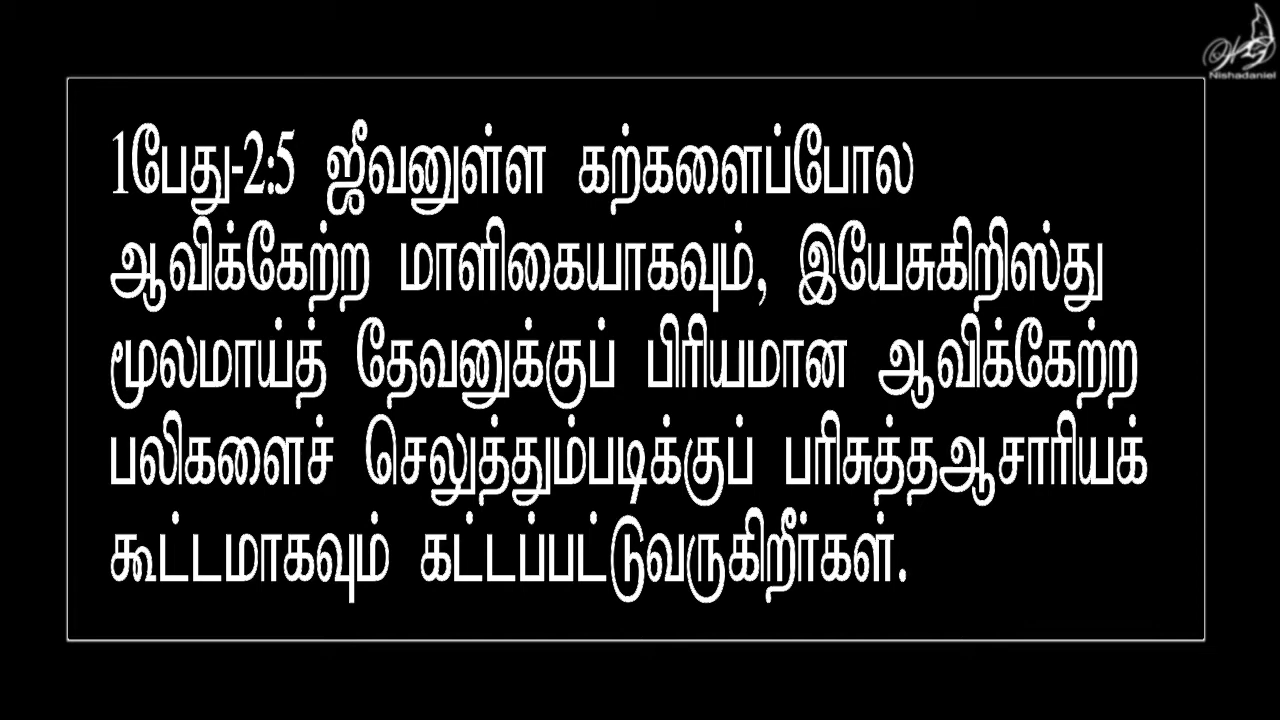 Nishadaniel
1பேது-2:5 ஜீவனுள்ள கற்களைப்போல
ஆவிக்கேற்ற மாளிகையாகவும், இயேசுகிறிஸ்து
மூலமாய்த் தேவனுக்குப் பிரியமான ஆவிக்கேற்ற
பலிகளைச் செலுத்தும்படிக்குப் பரிசுத்தஆசாரியக்
கூட்டமாகவும் கட்டப்பட்டுவருகிறீர்கள்.